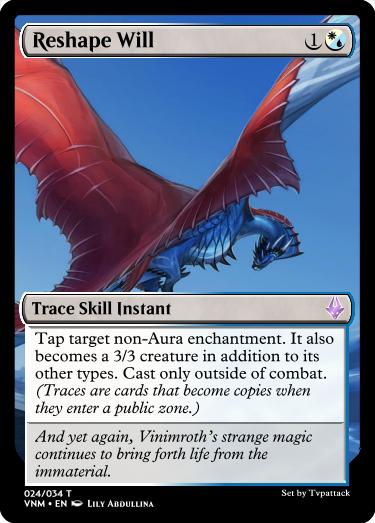 Reshape Will 1
Trace Skill Instant
Tap target non-Aura enchantment. It also
becomes a 3/3 creature in addition to its
other types. Cast only outside of combat.
(Traces are cards that become copies when
they enter a public zone.)
And yet again, Vinimroth's strange magic
continues to bring forth life from the
immaterial.
024/034 T
VNM • EN Lily Abdullina
Set by Tvpattack